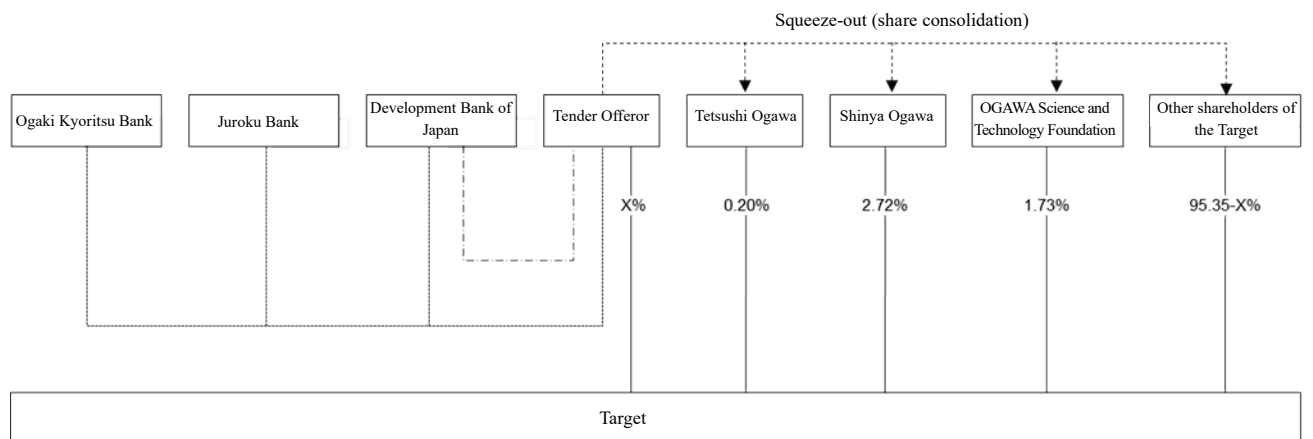 Squeeze-out (share consolidation)
Ogaki Kyoritsu Bank
Juroku Bank
Development Bank of
Japan
Tender Offeror
Tetsushi Ogawa
Shinya Ogawa
OGAWA Science and
Technology Foundation
Other shareholders of
the Target
X%
0.20%
2.72%
1.73%
95.35-X%
Target